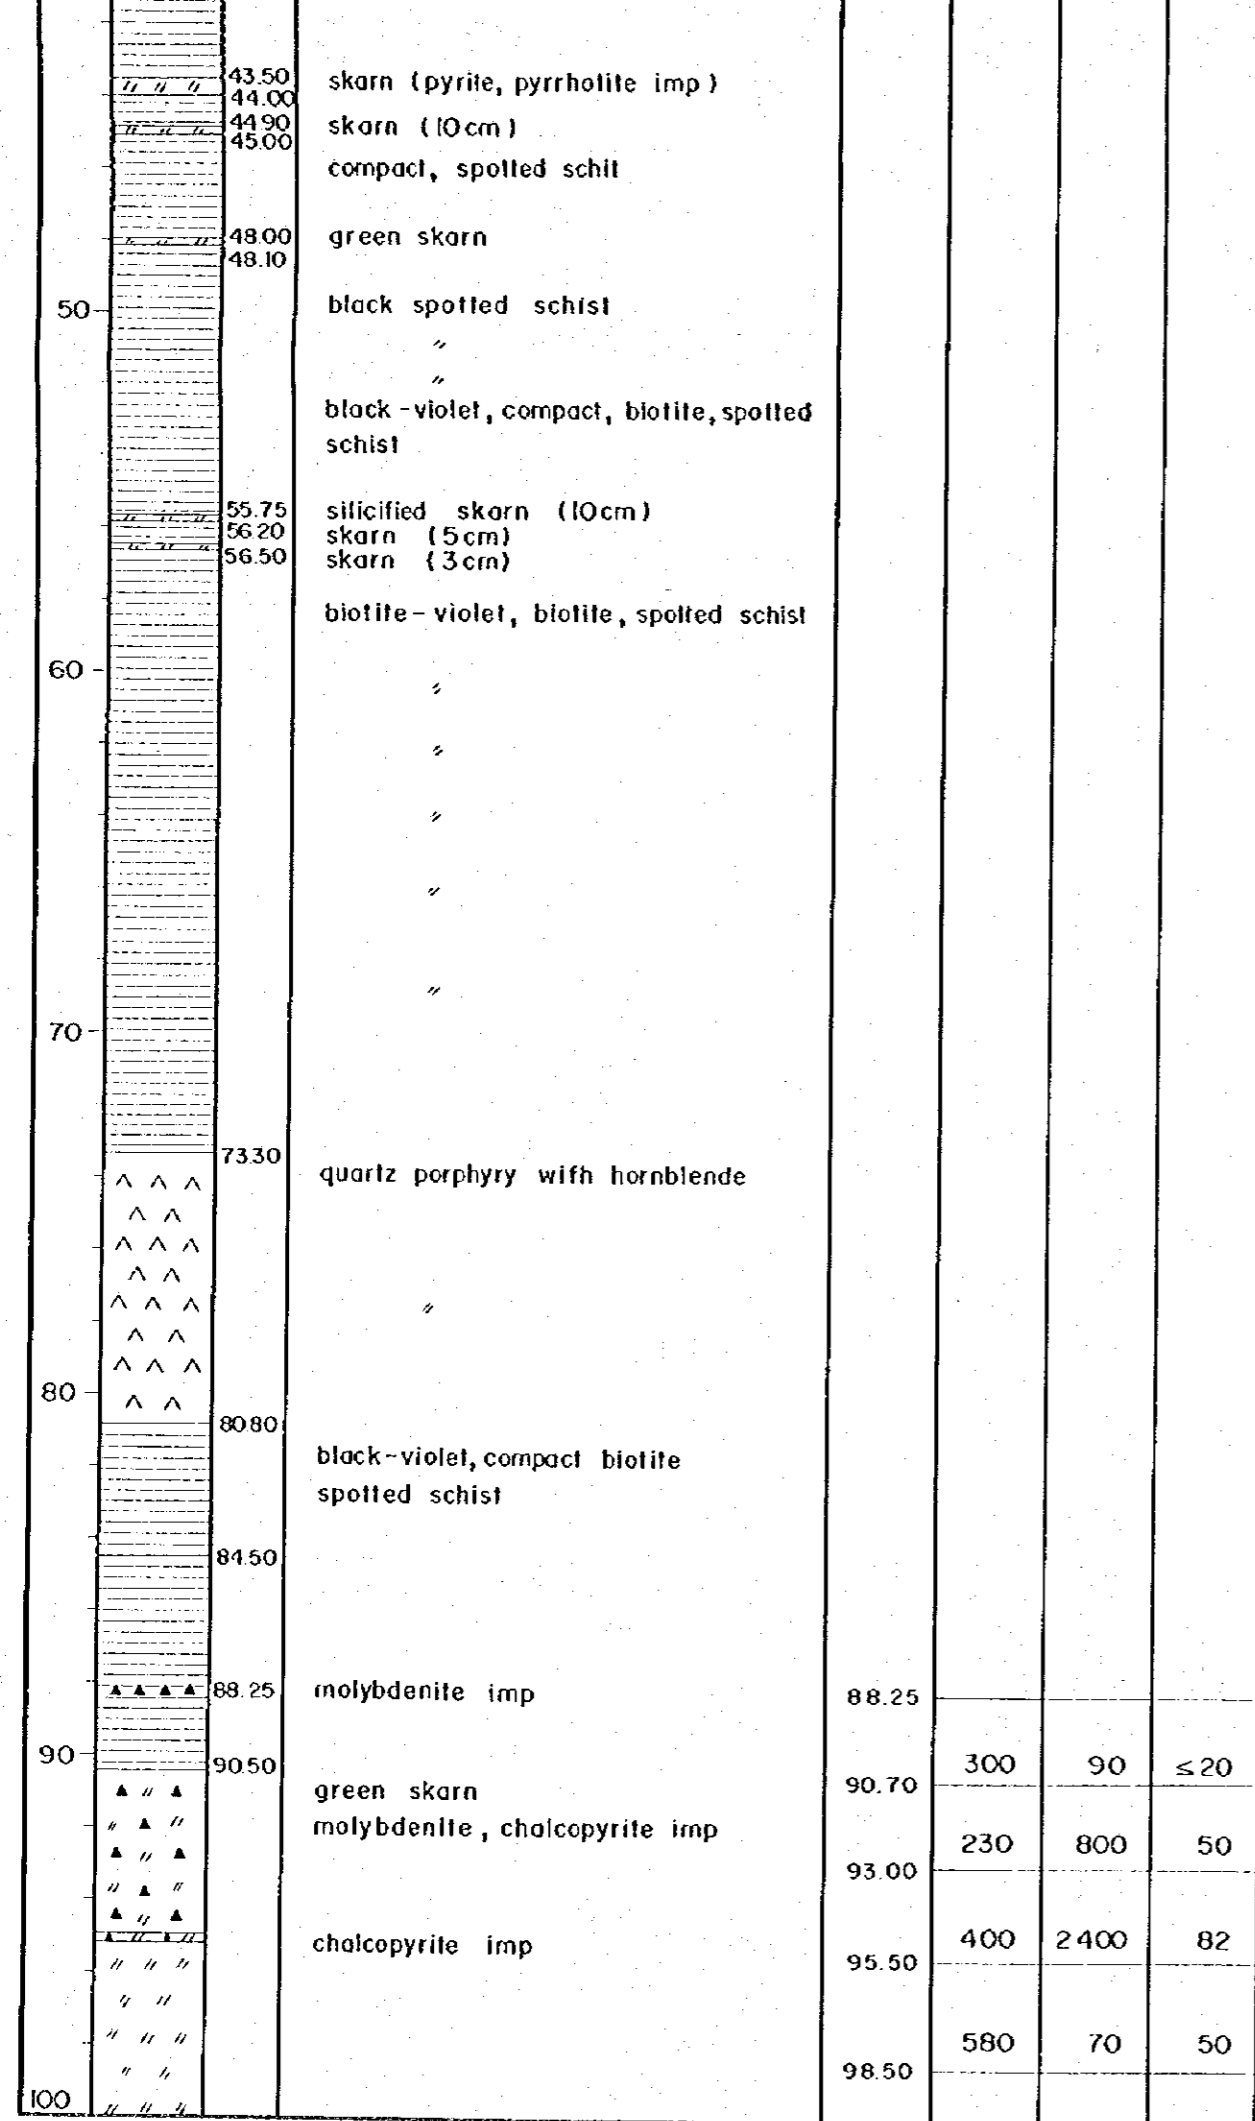 43.50 skarn (pyrite, pyrrholite imp)
44.00
44.90 skarn (10cm)
45.00
compact, spotted schit
48.00 green skarn
48.10
50 black spotted schist
〃
〃
black-violet, compact, biotite, spotted
schist
55.75 silicified skarn (10cm)
56.20 skarn (5cm)
56.50 skarn (3cm)
biotite-violet, biotite, spotted schist
60
〃
〃
〃
〃
〃
70
73.30
quartz porphyry with hornblende
〃
80
80.80
black-violet, compact biotite
spotted schist
84.50
88.25 molybdenite imp 88.25
90
90.50 300 90 ≤20
green skarn 90.70
molybdenite, chalcopyrite imp 230 800 50
93.00
chalcopyrite imp 400 2400 82
95.50
580 70 50
98.50
100